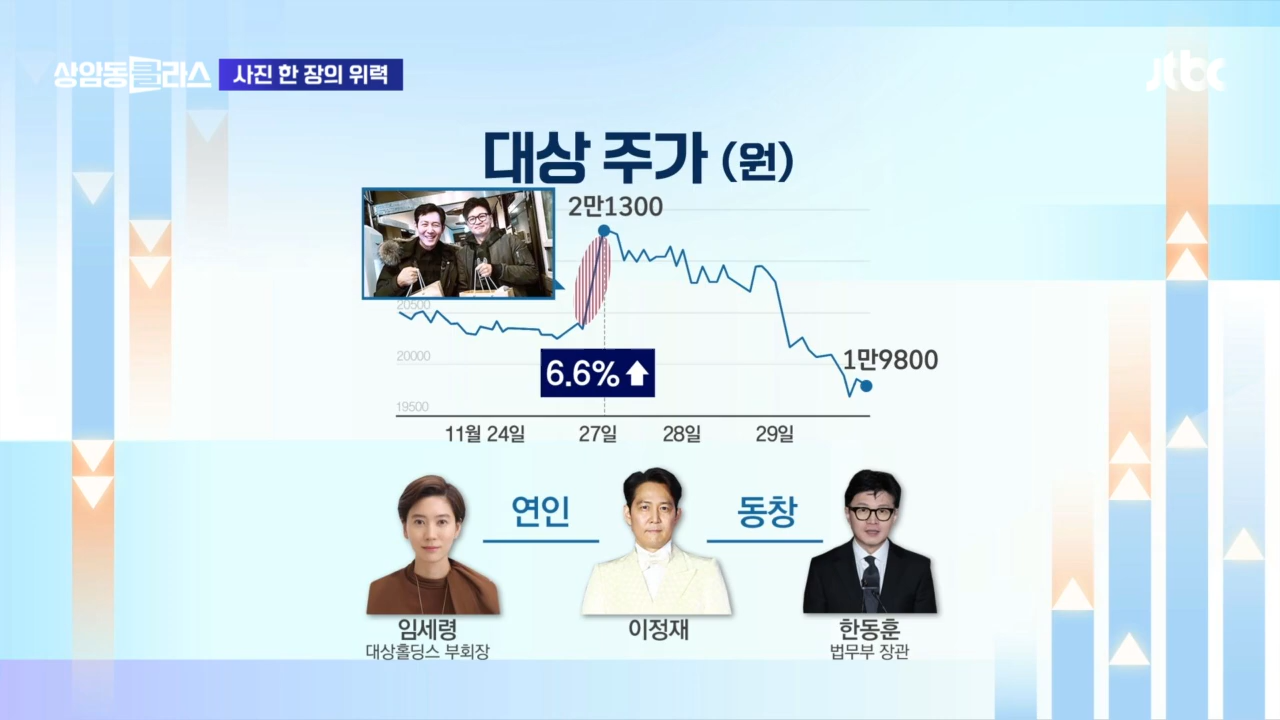 상암동클라스
사진 한 장의 위력
jtbc
대상 주가 (원)
2만1300
20500
20000
19500
6.6%
1만9800
11월 24일
27일
28일
29일
연인
동창
임세령
대상홀딩스 부회장
이정재
한동훈
법무부 장관